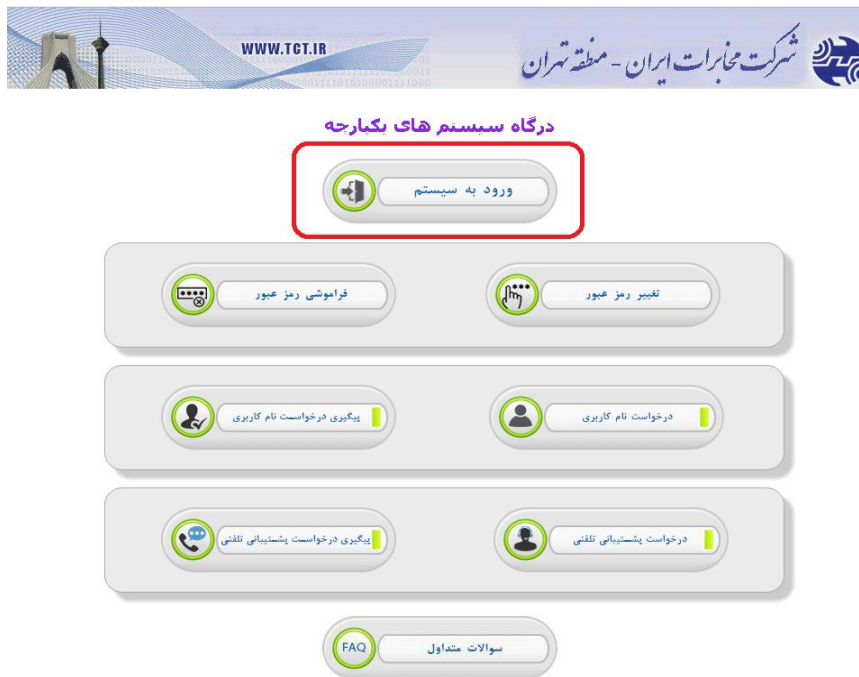 WWW.TCT.IR
شرکت مخابرات ایران - منطقه تهران
درگاه سیستم های یکپارچه
ورود به سیستم
تغییر رمز عبور
فراموشی رمز عبور
درخواست نام کاربری
پیگیری درخواست نام کاربری
درخواست پشتیبانی تلفنی
پیگیری درخواست پشتیبانی تلفنی
سوالات متداول
FAQ